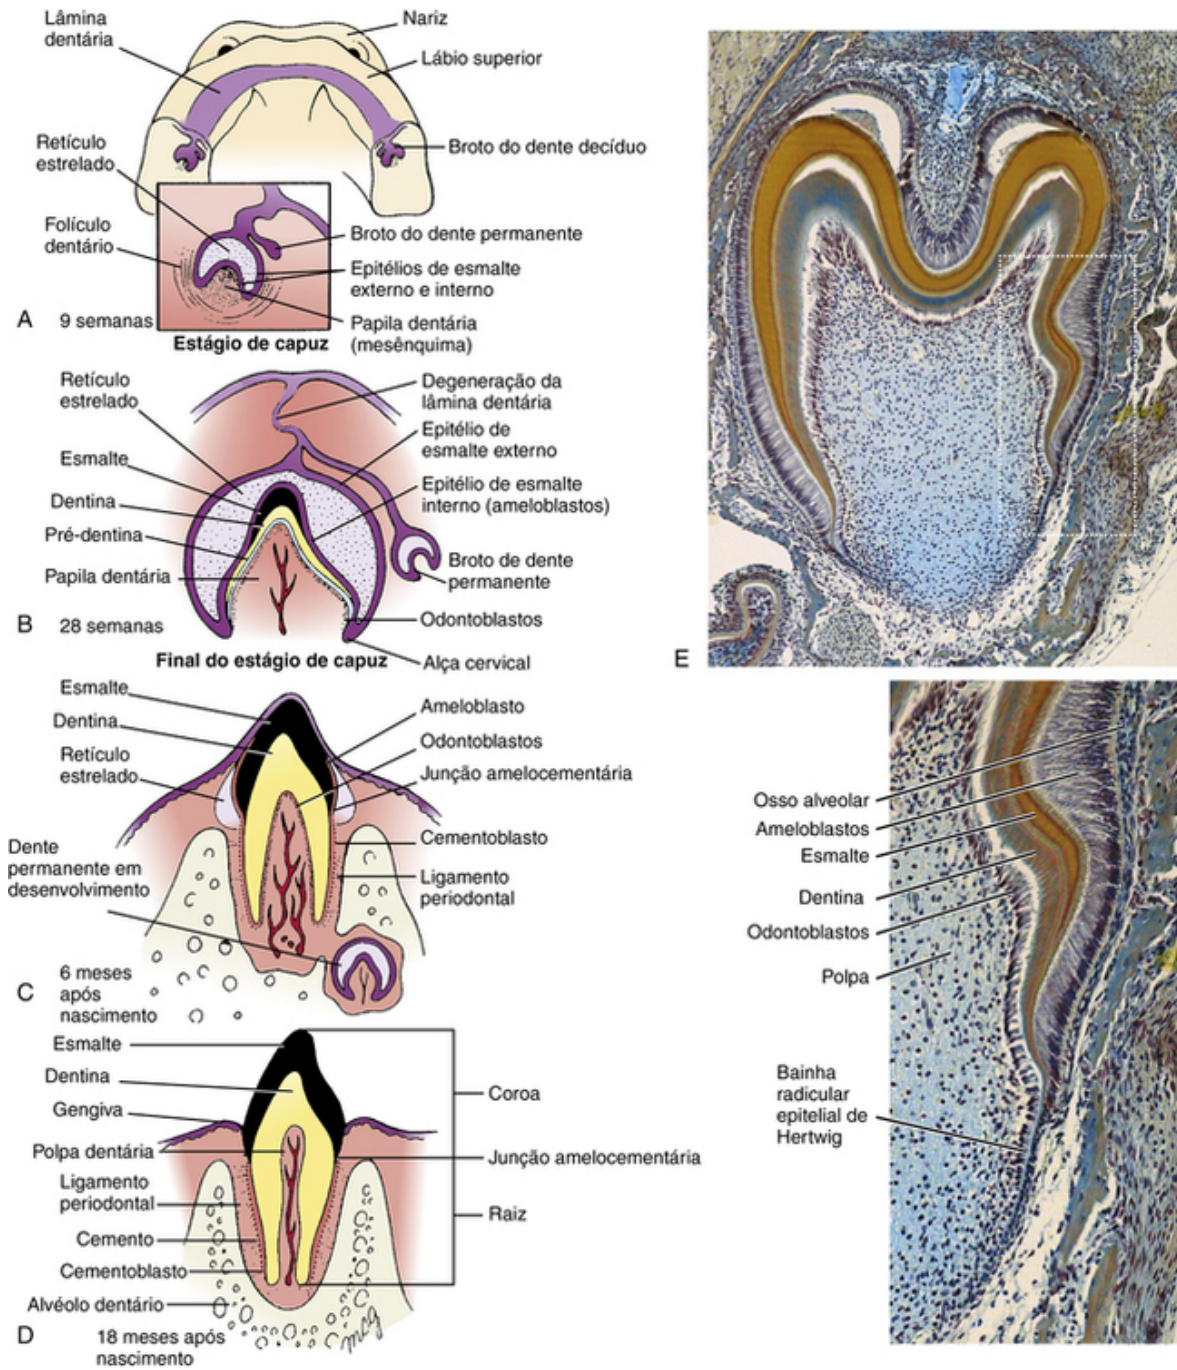 Lâmina
dentária
Nariz
Lábio superior
Retículo
estrelado
Broto do dente decíduo
Folículo
dentário
Broto do dente permanente
Epitélios de esmalte
externo e interno
Papila dentária
(mesênquima)
A 9 semanas
Estágio de capuz
Retículo
estrelado
Degeneração da
lâmina dentária
Epitélio de
esmalte externo
Esmalte
Dentina
Epitélio de esmalte
interno (ameloblastos)
Pré-dentina
Papila dentária
Broto de dente
permanente
B 28 semanas
Odontoblastos
Final do estágio de capuz
Alça cervical
Esmalte
Dentina
Retículo
estrelado
Ameloblasto
Odontoblastos
Junção amelocementária
Cementoblasto
Dente
permanente em
desenvolvimento
Ligamento
periodontal
C 6 meses
após
nascimento
Esmalte
Dentina
Gengiva
Polpa dentária
Ligamento
periodontal
Cemento
Cementoblasto
Alvéolo dentário
Coroa
Junção amelocementária
Raiz
D 18 meses após
nascimento
E
Osso alveolar
Ameloblastos
Esmalte
Dentina
Odontoblastos
Polpa
Bainha
radicular
epitelial de
Hertwig